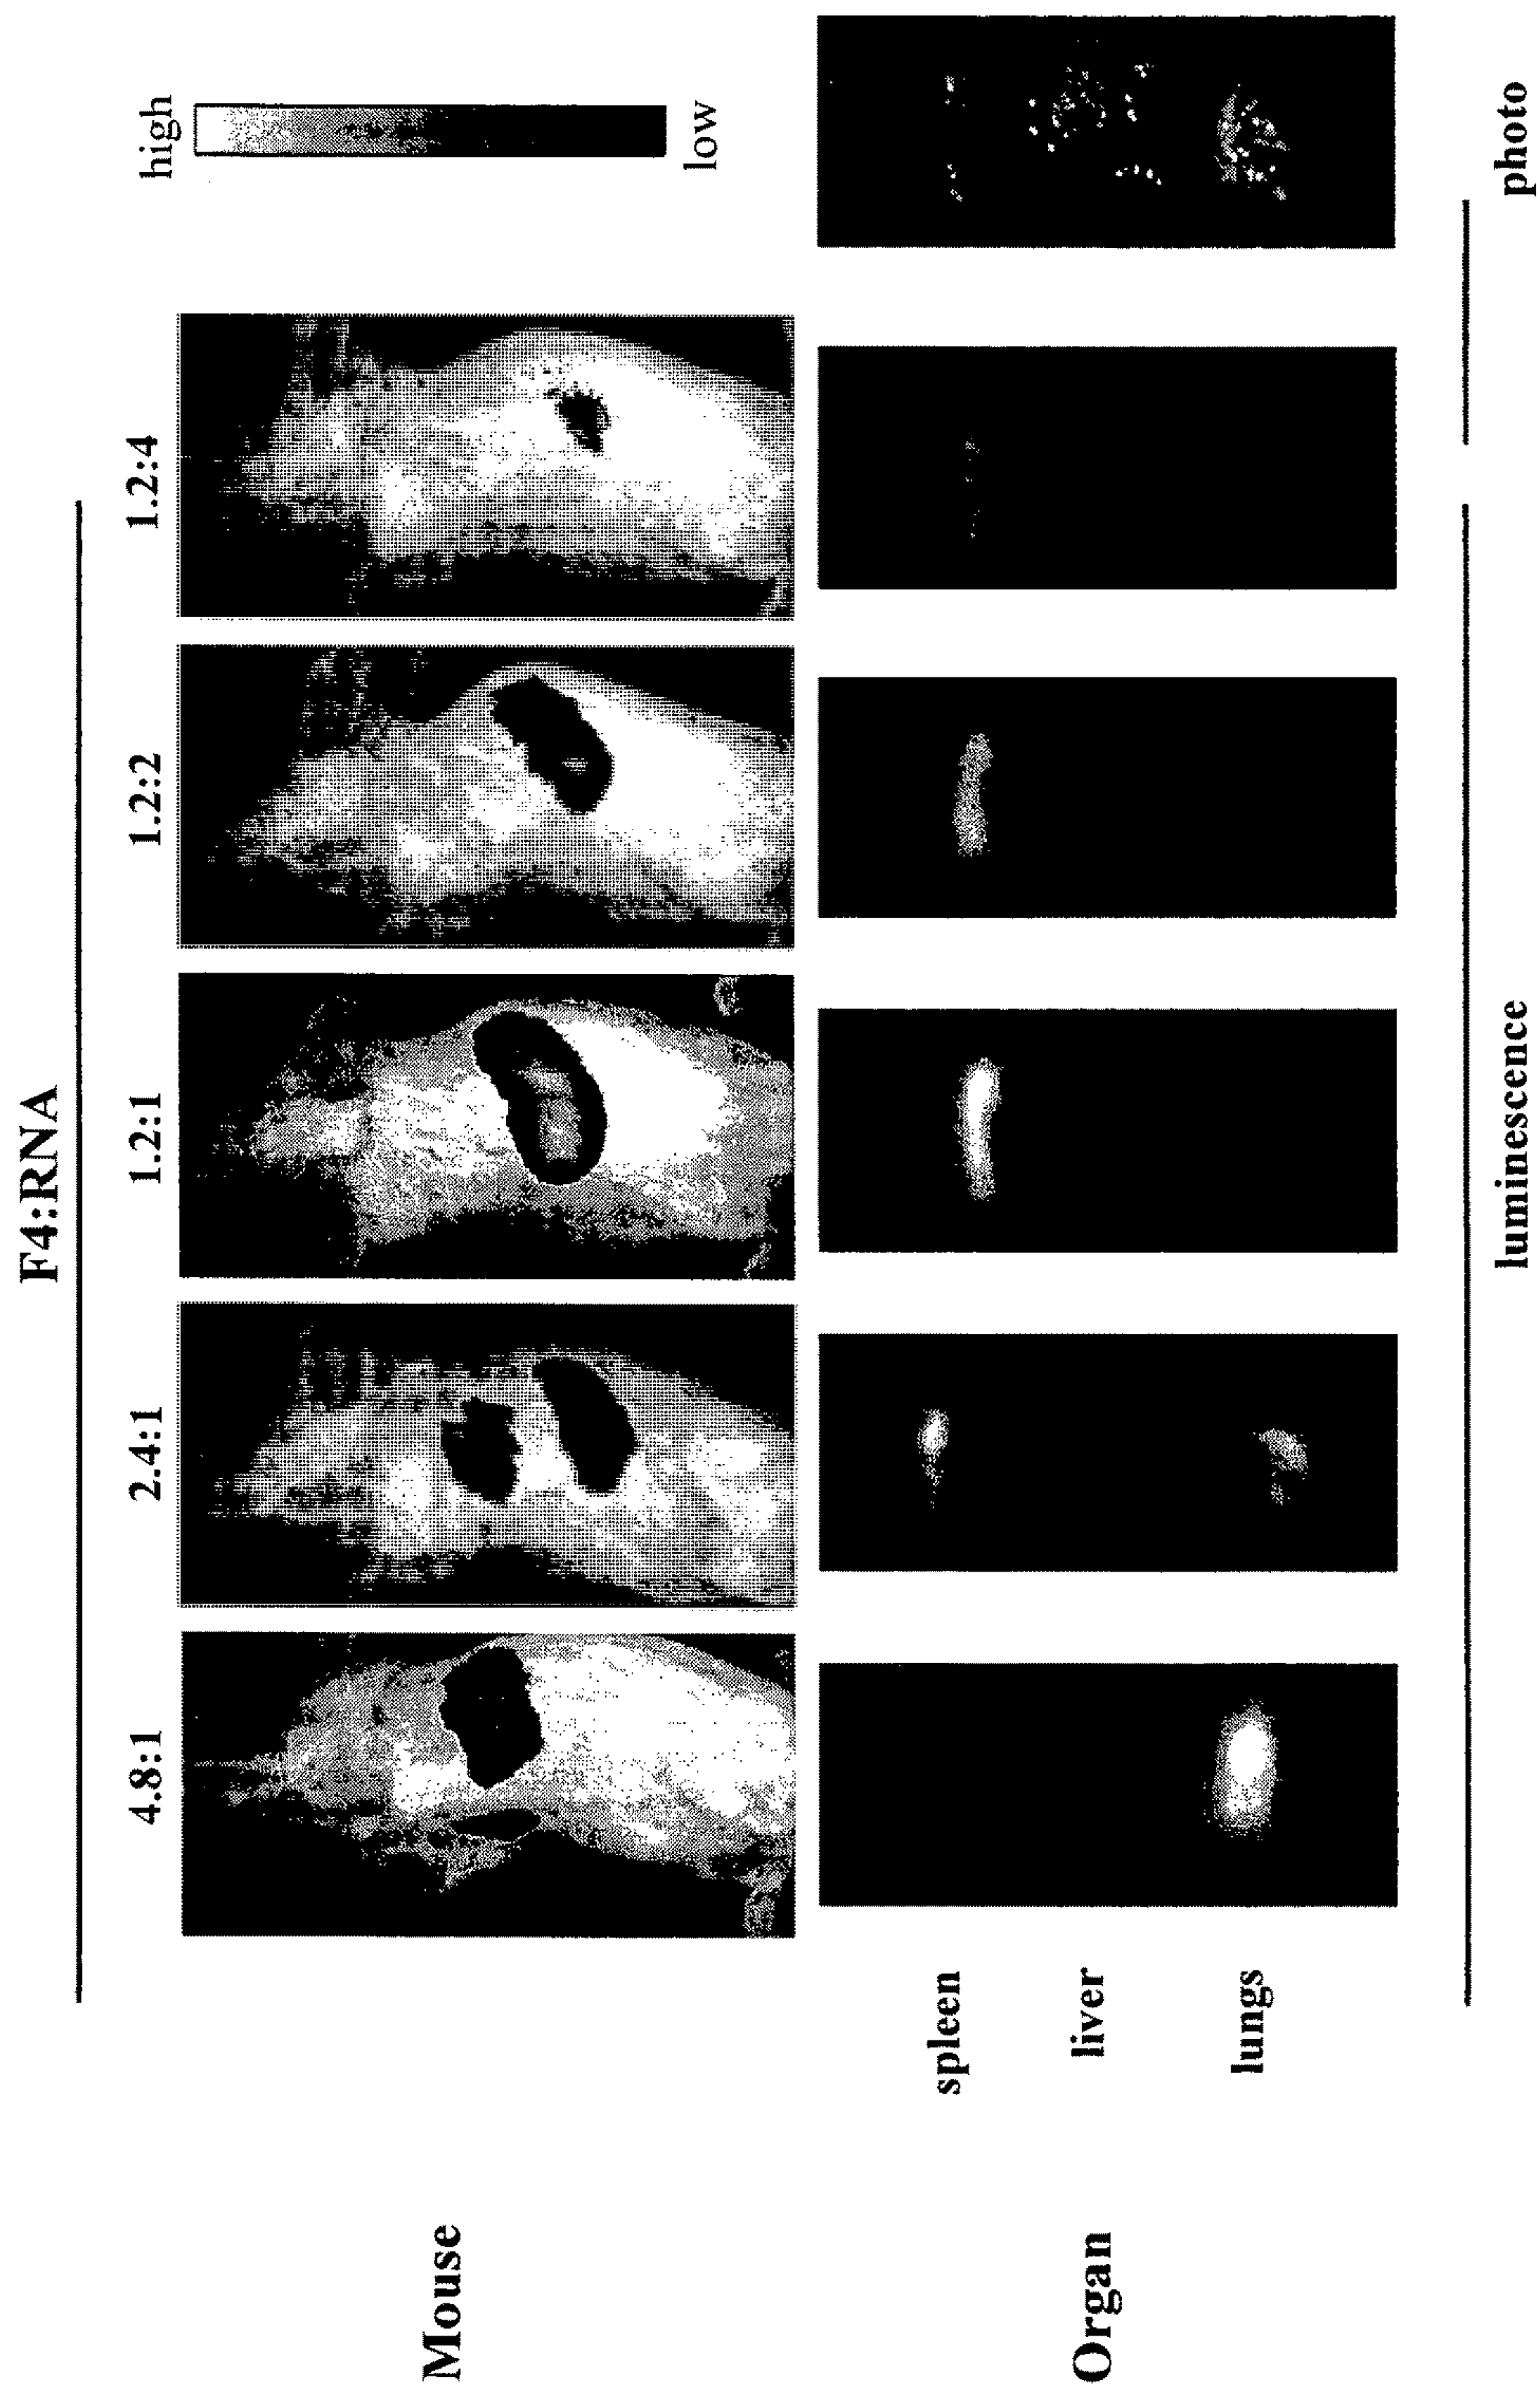 F4:RNA
4.8:1 2.4:1 1.2:1 1.2:2 1.2:4
high
low
Mouse
Organ
spleen
liver
lungs
luminescence photo